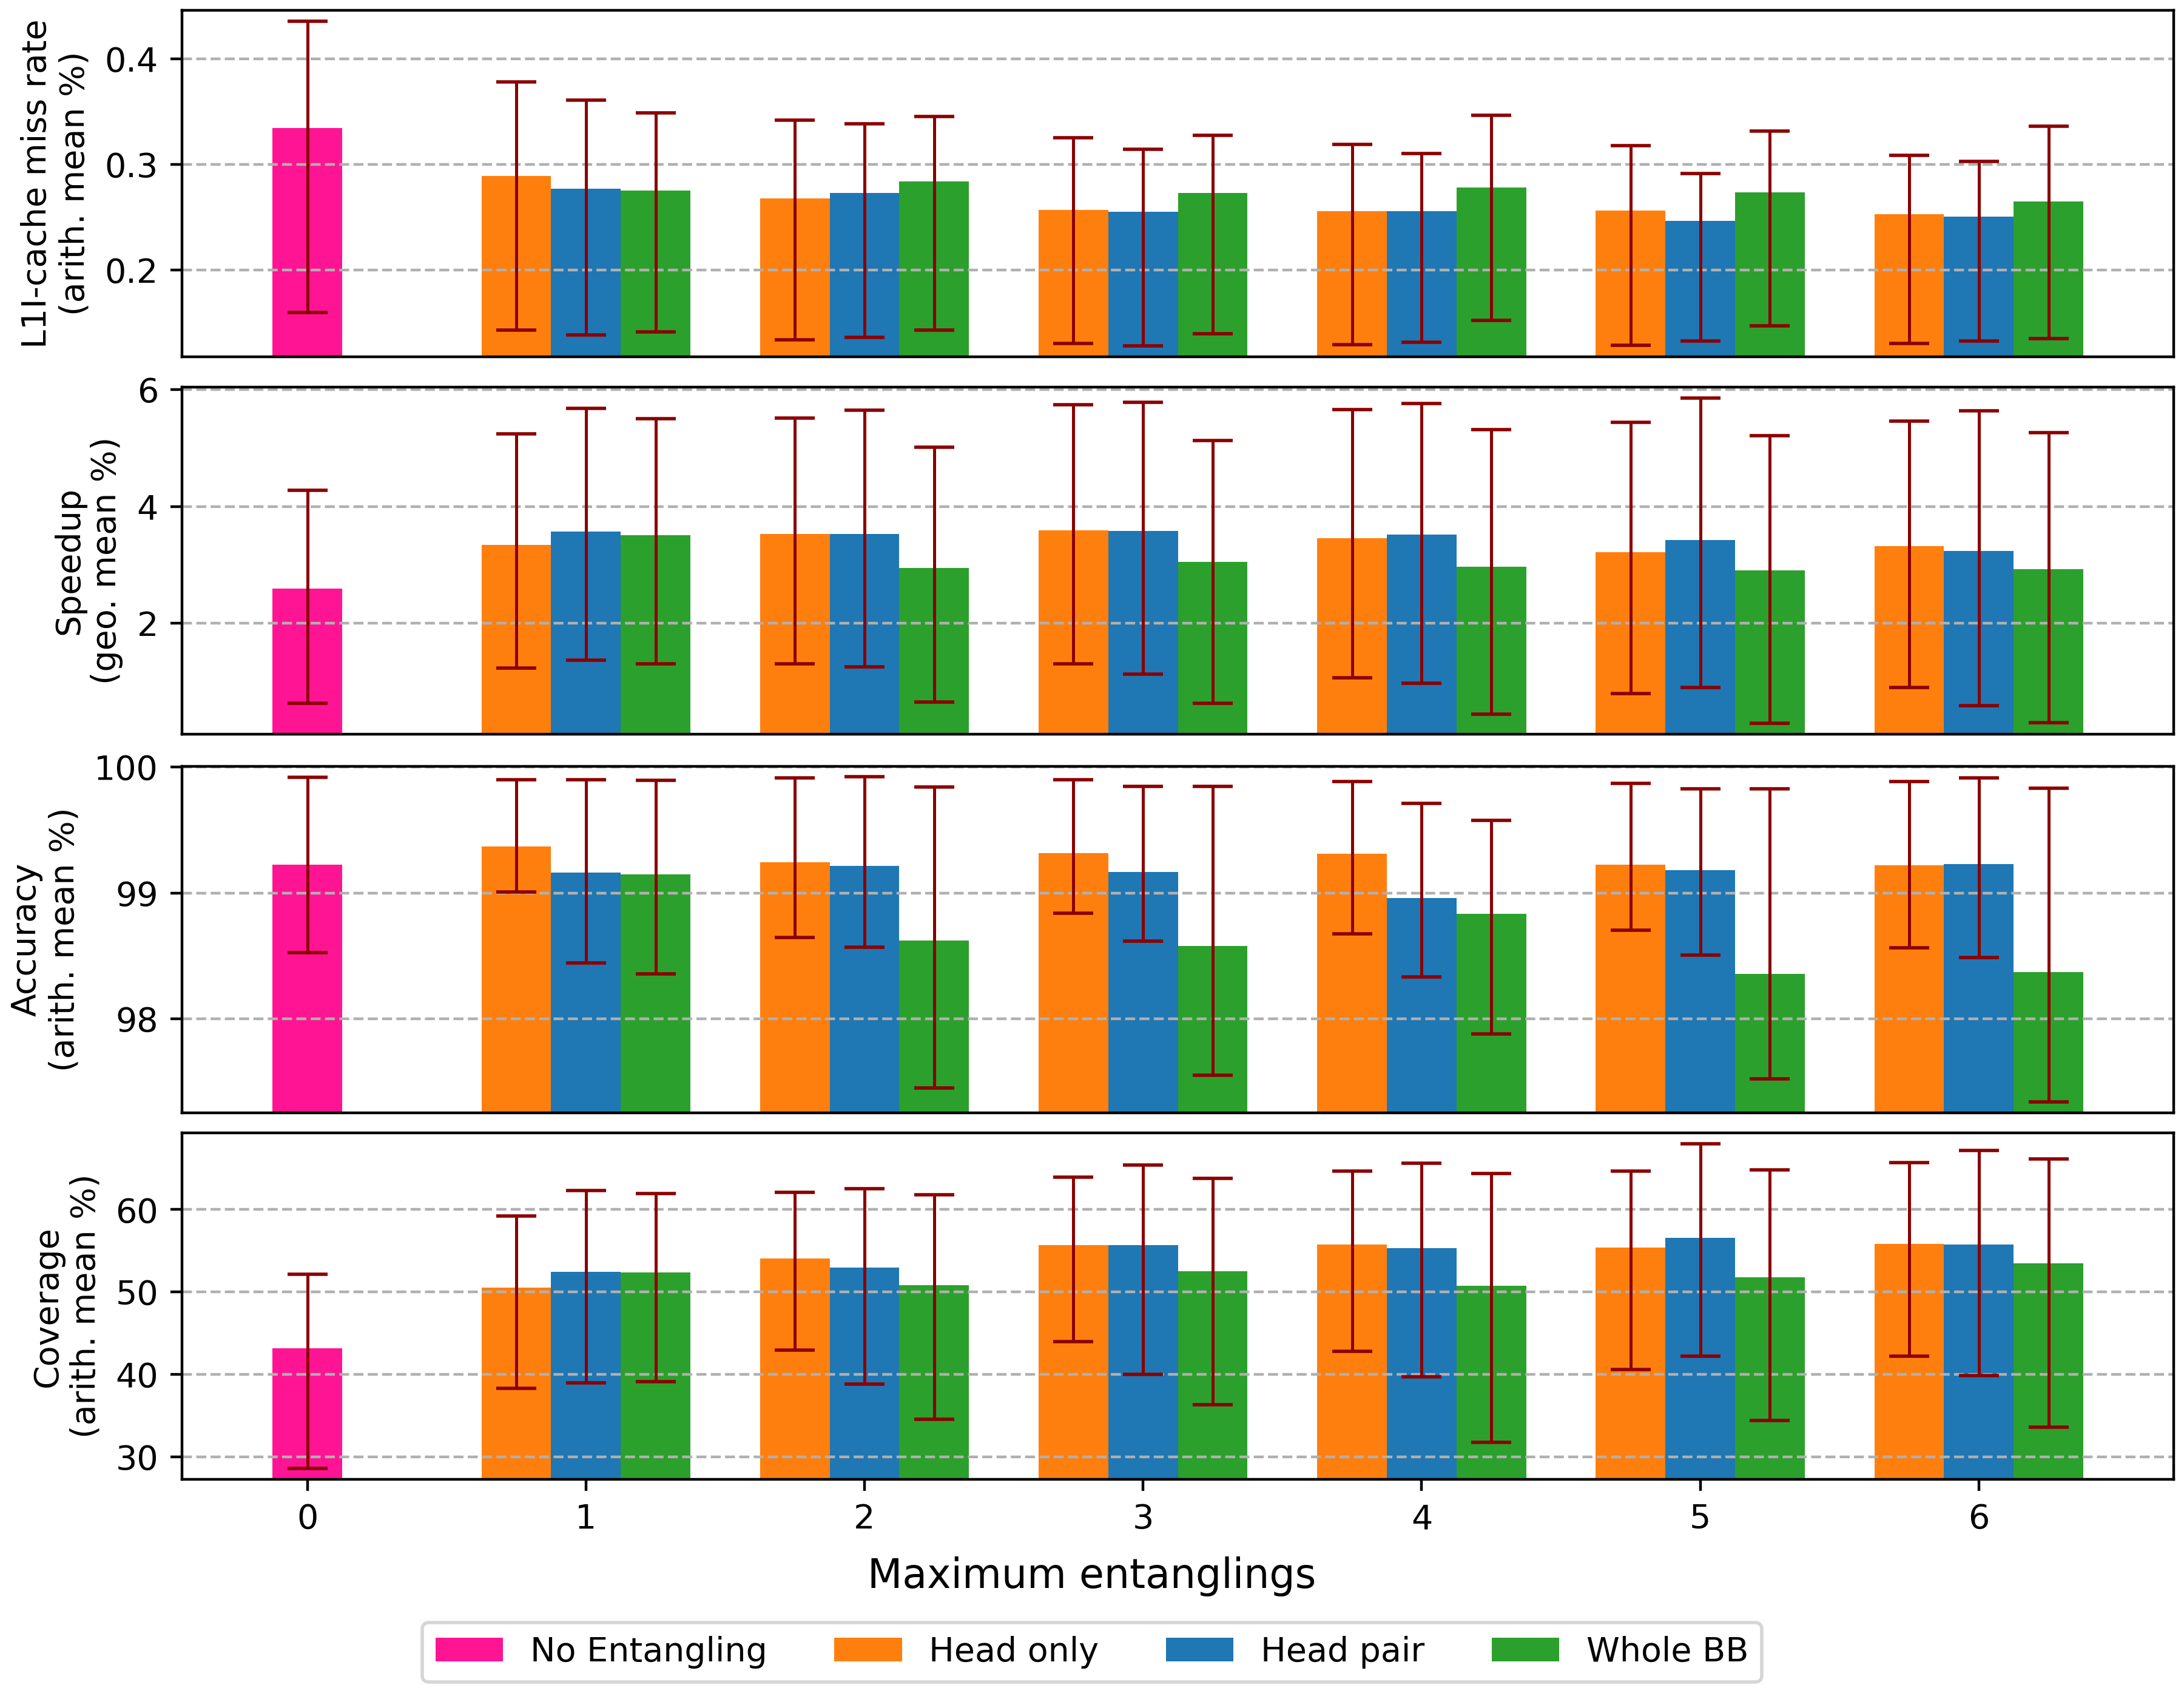 L1I-cache miss rate
(arith. mean %)
0.4
0.3
0.2
Speedup
(geo. mean %)
6
4
2
Accuracy
(arith. mean %)
100
99
98
Coverage
(arith. mean %)
60
50
40
30
0 1 2 3 4 5 6
Maximum entanglings
No Entangling Head only Head pair Whole BB